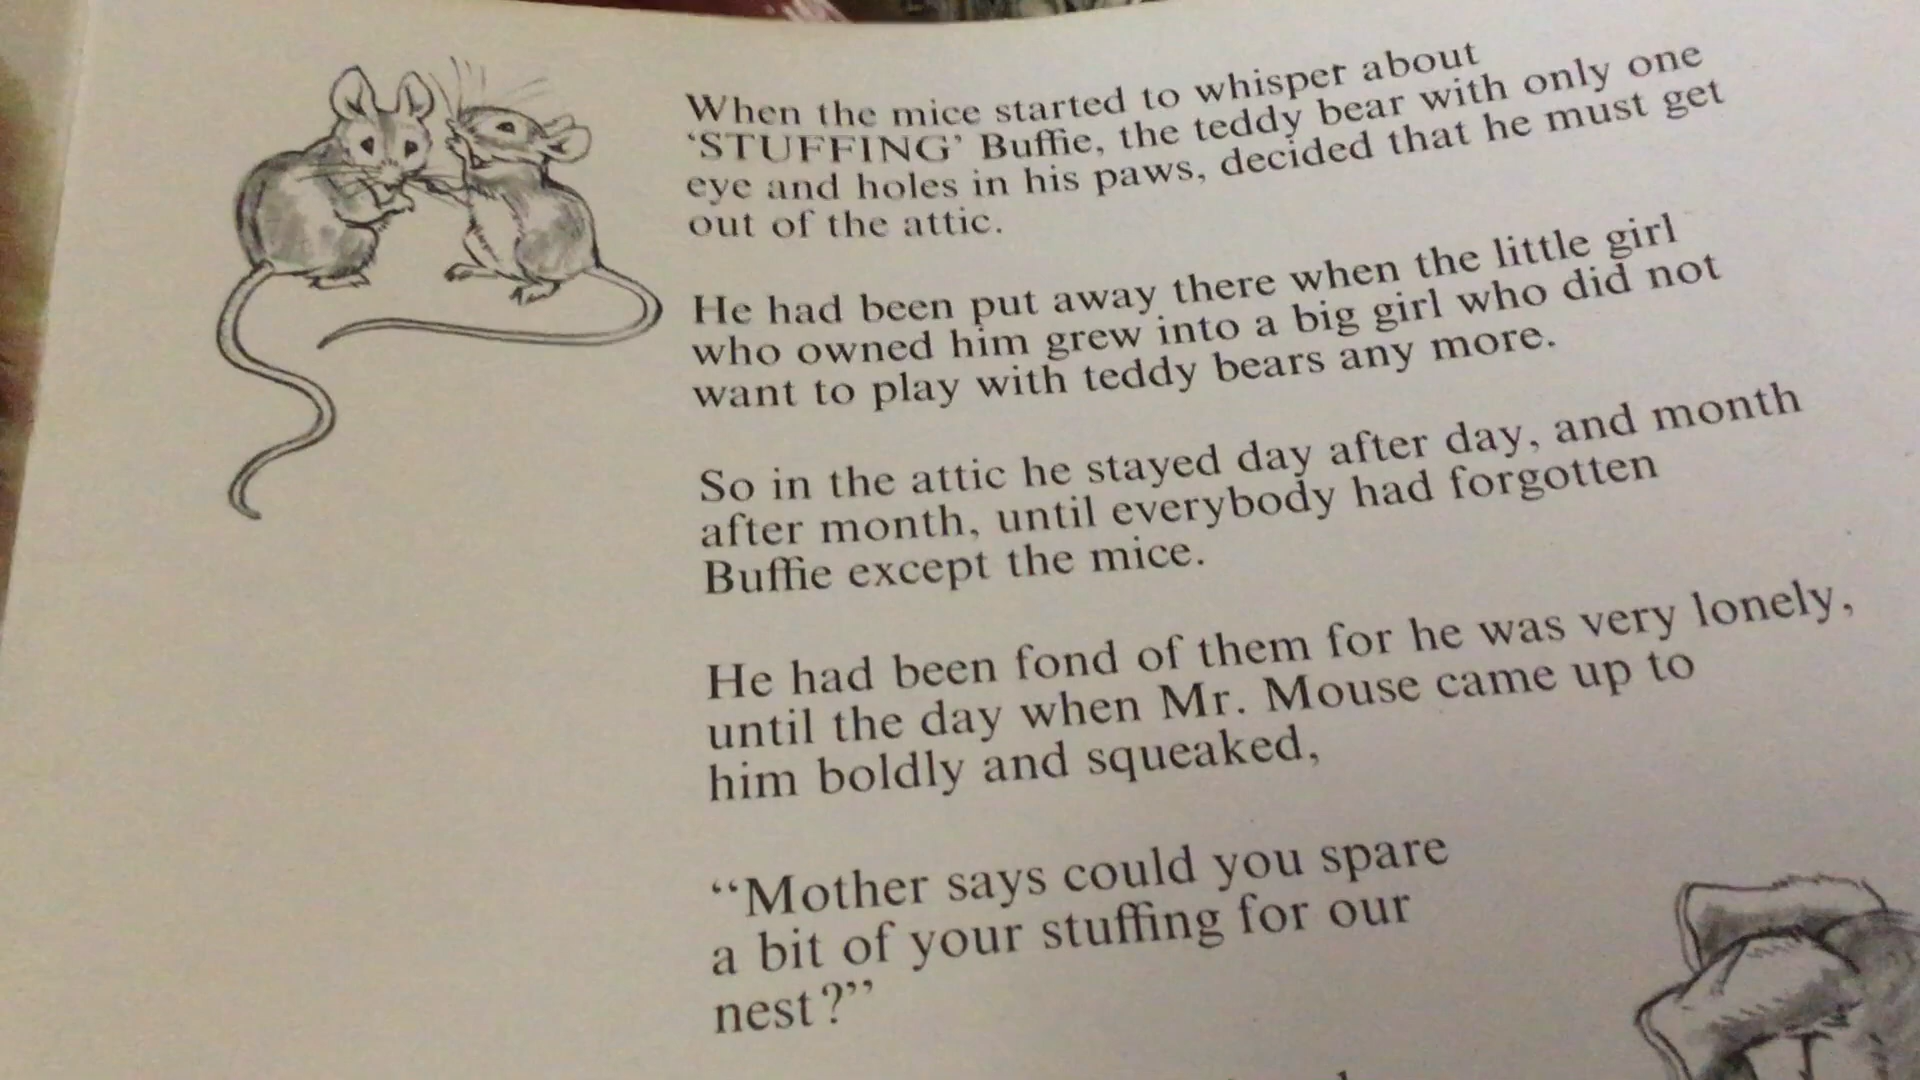 When the mice started to whisper about
‘STUFFING’ Buffie, the teddy bear with only one
eye and holes in his paws, decided that he must get
out of the attic.
He had been put away there when the little girl
who owned him grew into a big girl who did not
want to play with teddy bears any more.
So in the attic he stayed day after day, and month
after month, until everybody had forgotten
Buffie except the mice.
He had been fond of them for he was very lonely,
until the day when Mr. Mouse came up to
him boldly and squeaked,
“Mother says could you spare
a bit of your stuffing for our
nest?”